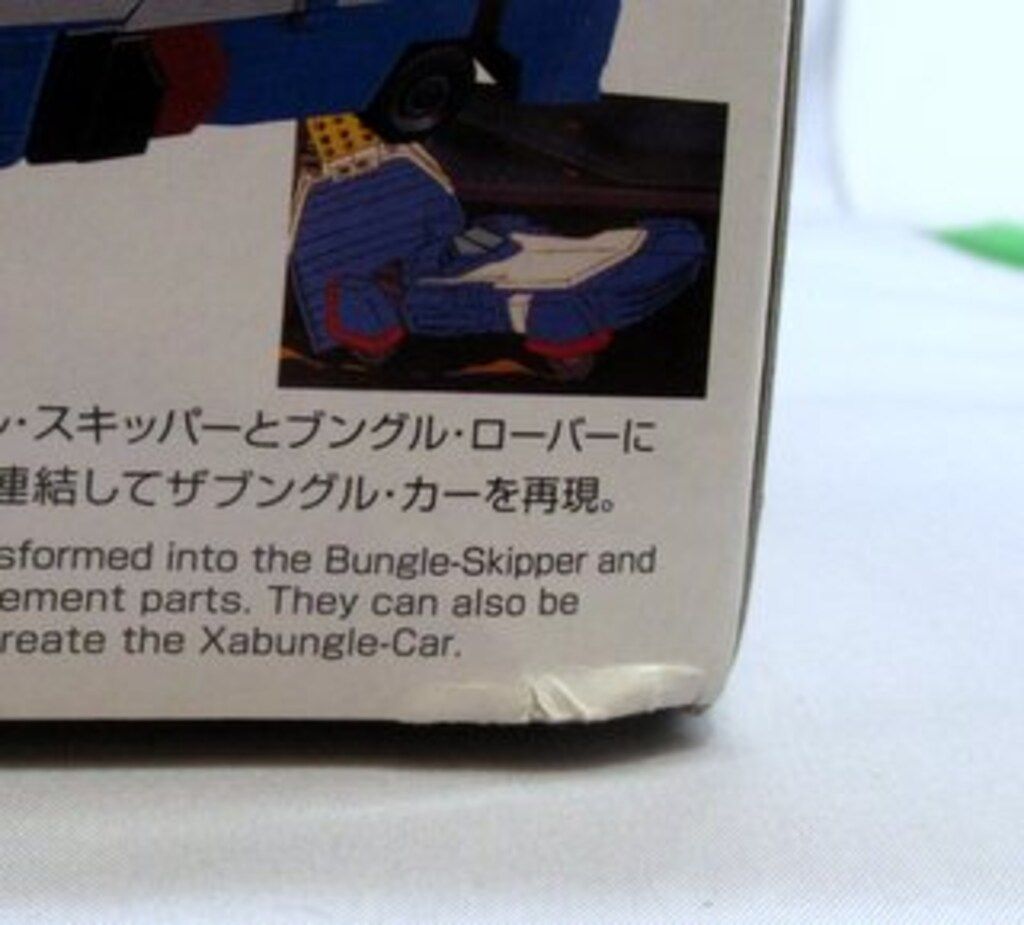 ・スキッパーとブングル・ローバーに
連結してザブングル・カーを再現。
sformed into the Bungle-Skipper and
ement parts. They can also be
reate the Xabungle-Car.